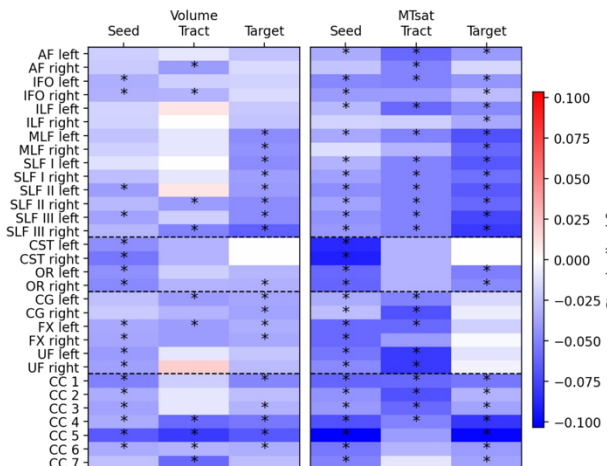 Volume MTsat
Seed Tract Target Seed Tract Target
AF left * * *
AF right * *
IFO left * * * *
IFO right * * * *
ILF left * * *
ILF right *
MLF left * * * *
MLF right * *
SLF I left * * * *
SLF I right * * * *
SLF II left * * * * *
SLF II right * * * * *
SLF III left * * * * *
SLF III right * * * * *
CST left * *
CST right * *
OR left * * *
OR right * * * *
CG left * * * *
CG right * * *
FX left * * * * *
FX right * * *
UF left * * *
UF right * * *
CC 1 * * * * *
CC 2 * * * *
CC 3 * * * * *
CC 4 * * * * * *
CC 5 * * * * *
CC 6 * * * * *
CC 7 * * *
0.100
0.075
0.050
0.025
0.000
−0.025
−0.050
−0.075
−0.100